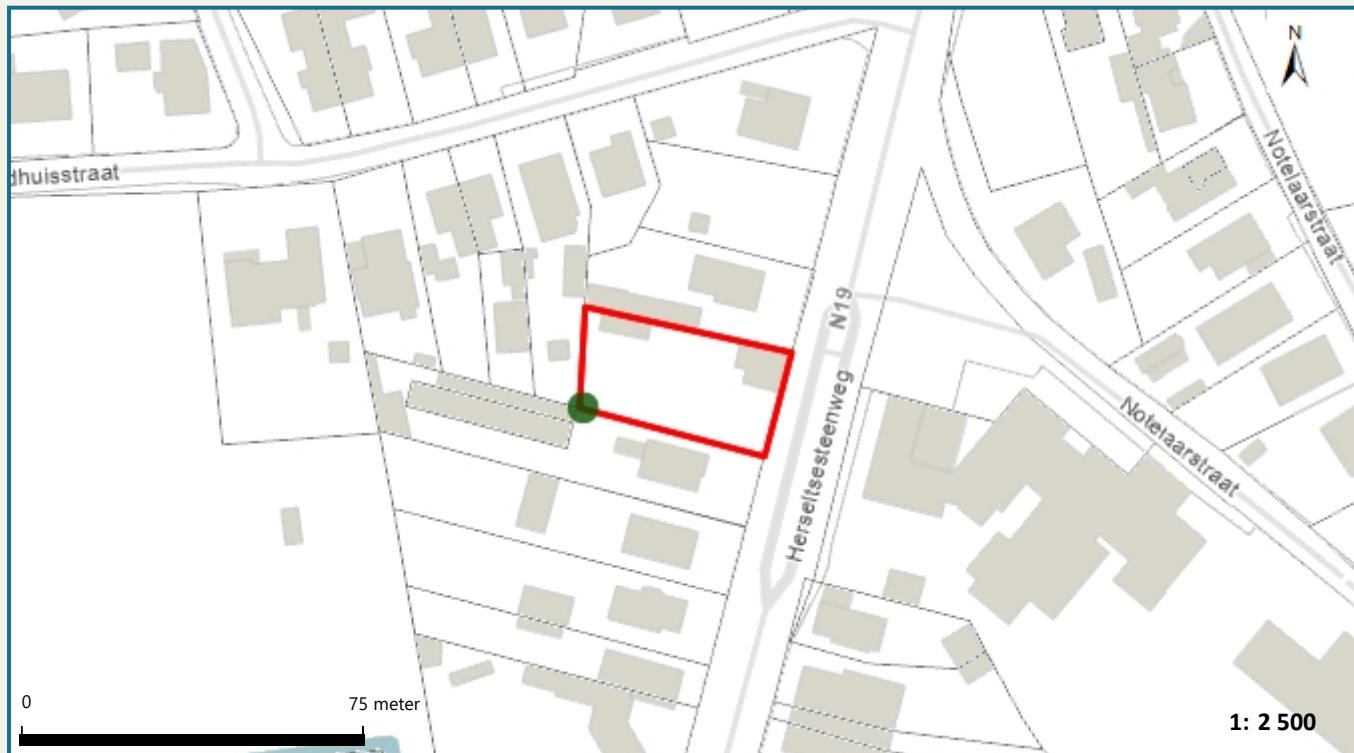 N
dhuisstraat
Notelaarstraat
N19
Herseltsesteenweg
Notelaarstraat
0
75 meter
1: 2 500